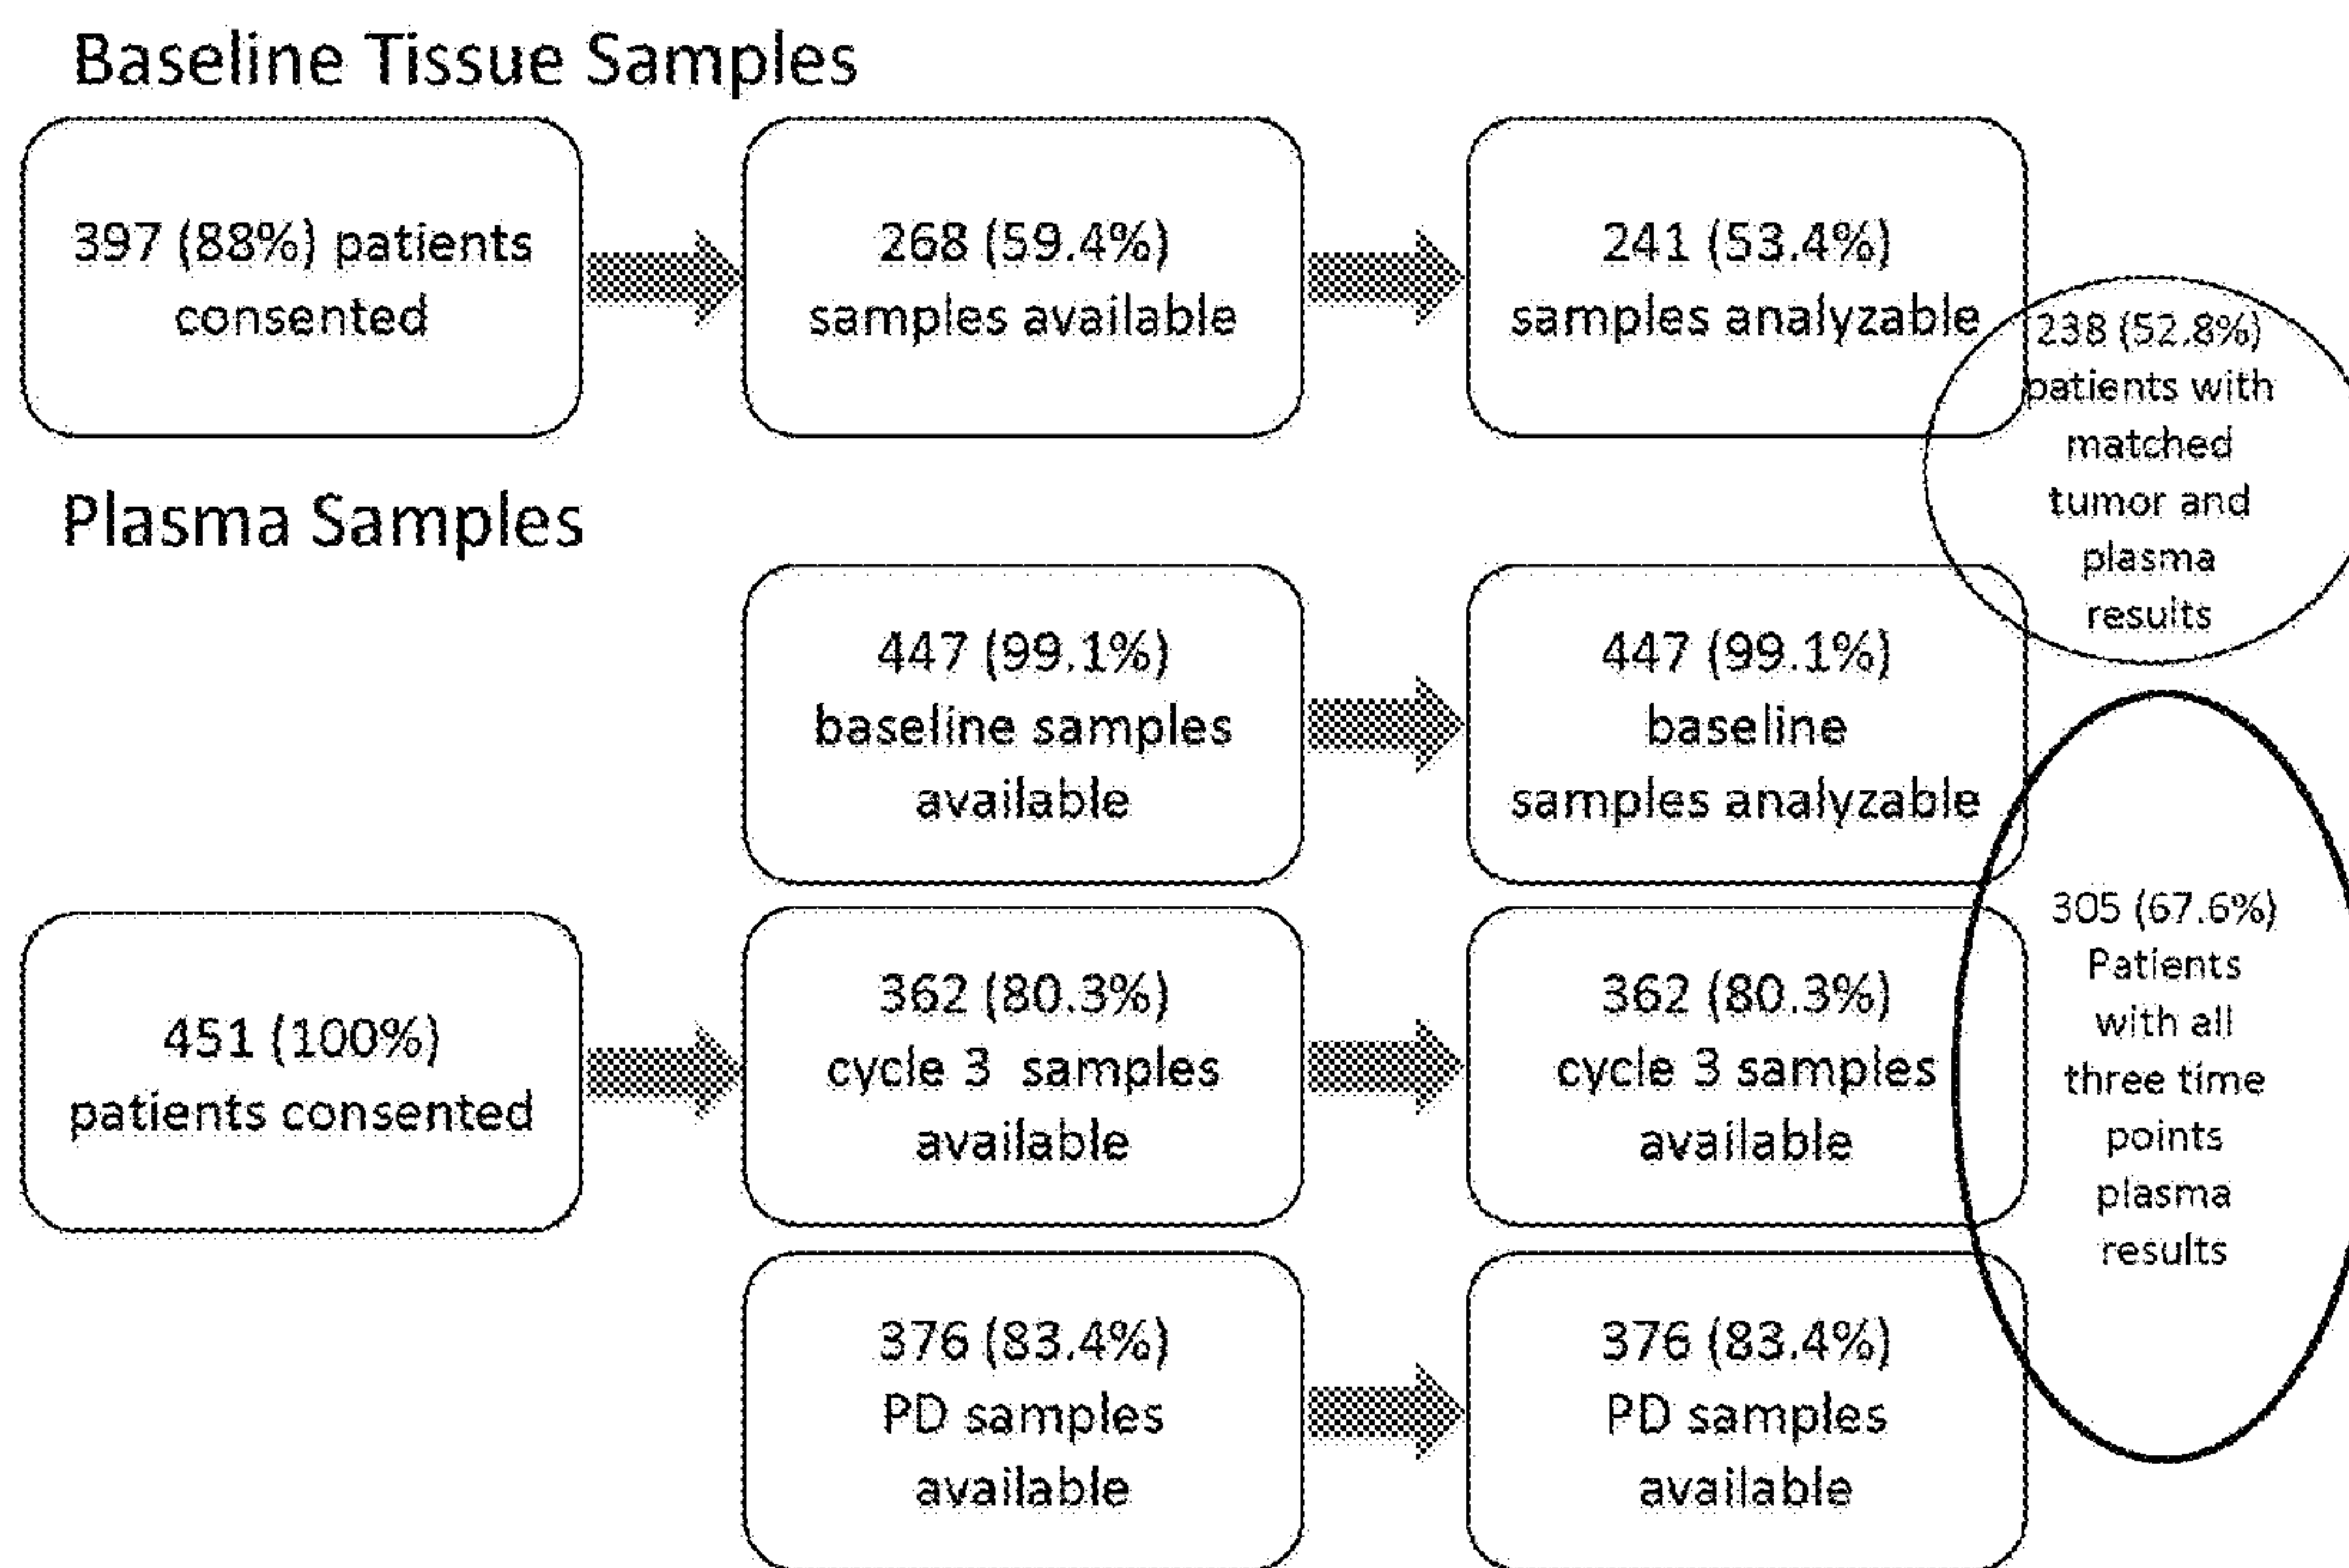 Baseline Tissue Samples
397 (88%) patients
consented
268 (59.4%)
samples available
241 (53.4%)
samples analyzable
238 (52.8%)
patients with
matched
tumor and
plasma
results
Plasma Samples
451 (100%)
patients consented
447 (99.1%)
baseline samples
available
447 (99.1%)
baseline
samples analyzable
362 (80.3%)
cycle 3 samples
available
362 (80.3%)
cycle 3 samples
available
376 (83.4%)
PD samples
available
376 (83.4%)
PD samples
available
305 (67.6%)
Patients
with all
three time
points
plasma
results